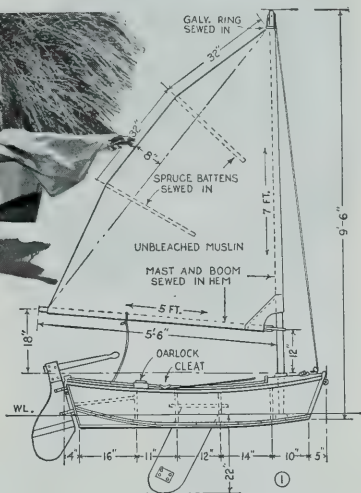 GALV. RING
SEWED IN
32"
32"
8"
SPRUCE BATTENS
SEWED IN
7 FT.
9'-6"
UNBLEACHED MUSLIN
MAST AND BOOM
SEWED IN HEM
5 FT.
5'-6"
18"
12"
OARLOCK
CLEAT
WL.
4" 16" 11" 12" 14" 10" 5"
22"
1